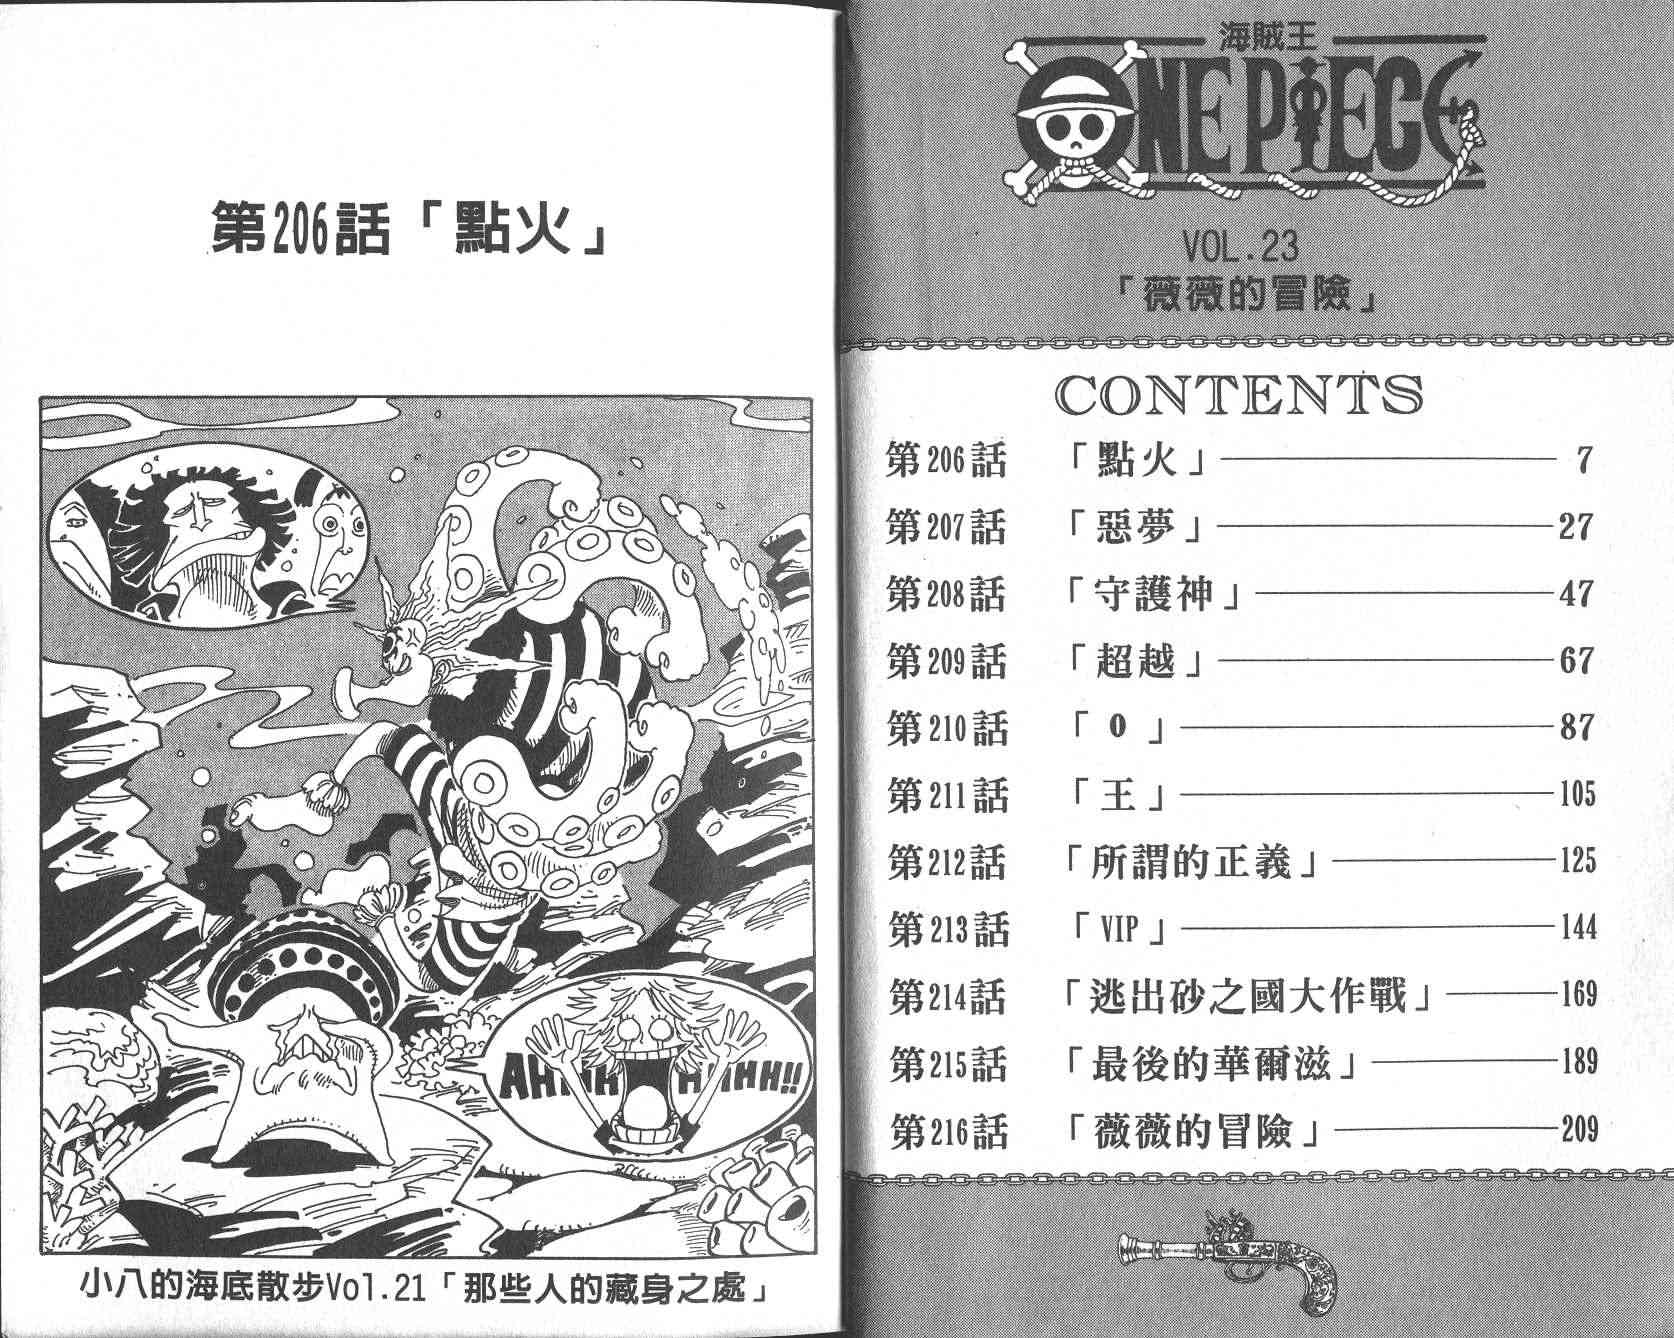 第206話「點火」
AHHHH HHHH!!
小八的海底散步Vol.21「那些人的藏身之處」
海賊王
ONE PIECE
VOL.23
「薇薇的冒險」
CONTENTS
第206話 「點火」 7
第207話 「惡夢」 27
第208話 「守護神」 47
第209話 「超越」 67
第210話 「0」 87
第211話 「王」 105
第212話 「所謂的正義」 125
第213話 「VIP」 144
第214話 「逃出砂之國大作戰」 169
第215話 「最後的華爾滋」 189
第216話 「薇薇的冒險」 209